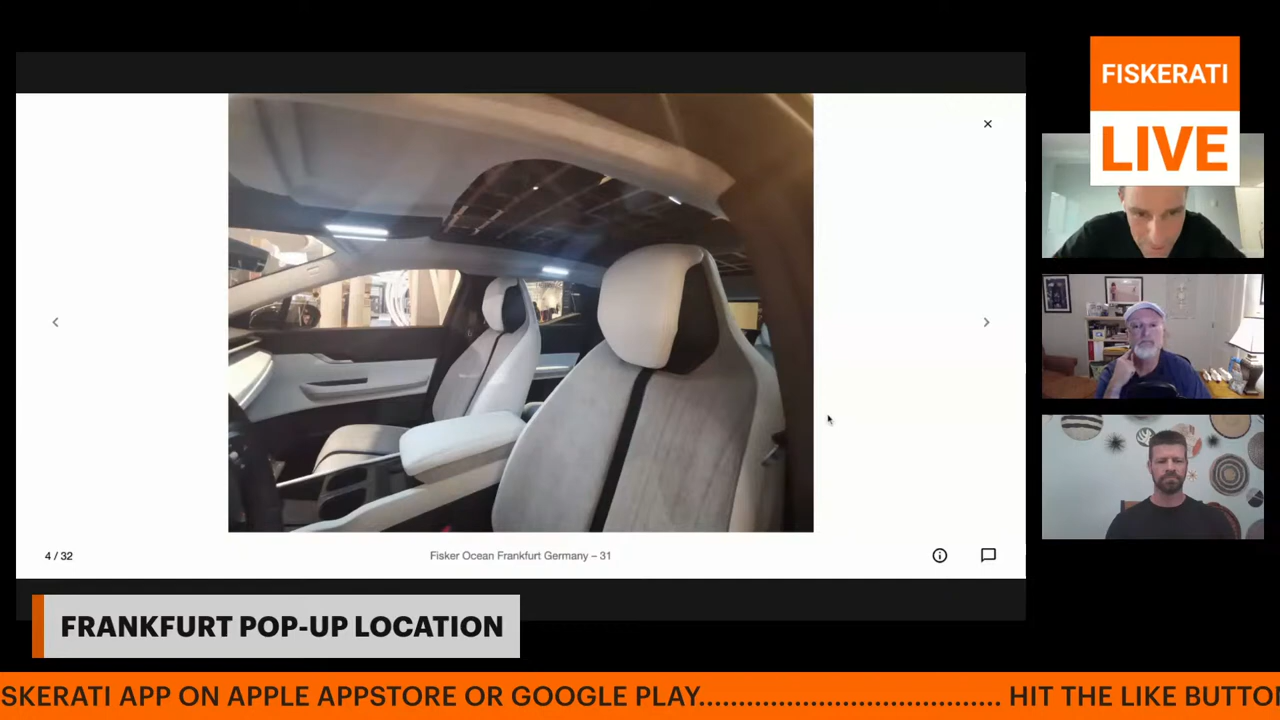 FISKERATI
LIVE
4 / 32
Fisker Ocean Frankfurt Germany – 31
FRANKFURT POP-UP LOCATION
SKERATI APP ON APPLE APPSTORE OR GOOGLE PLAY.................................... HIT THE LIKE BUTTO